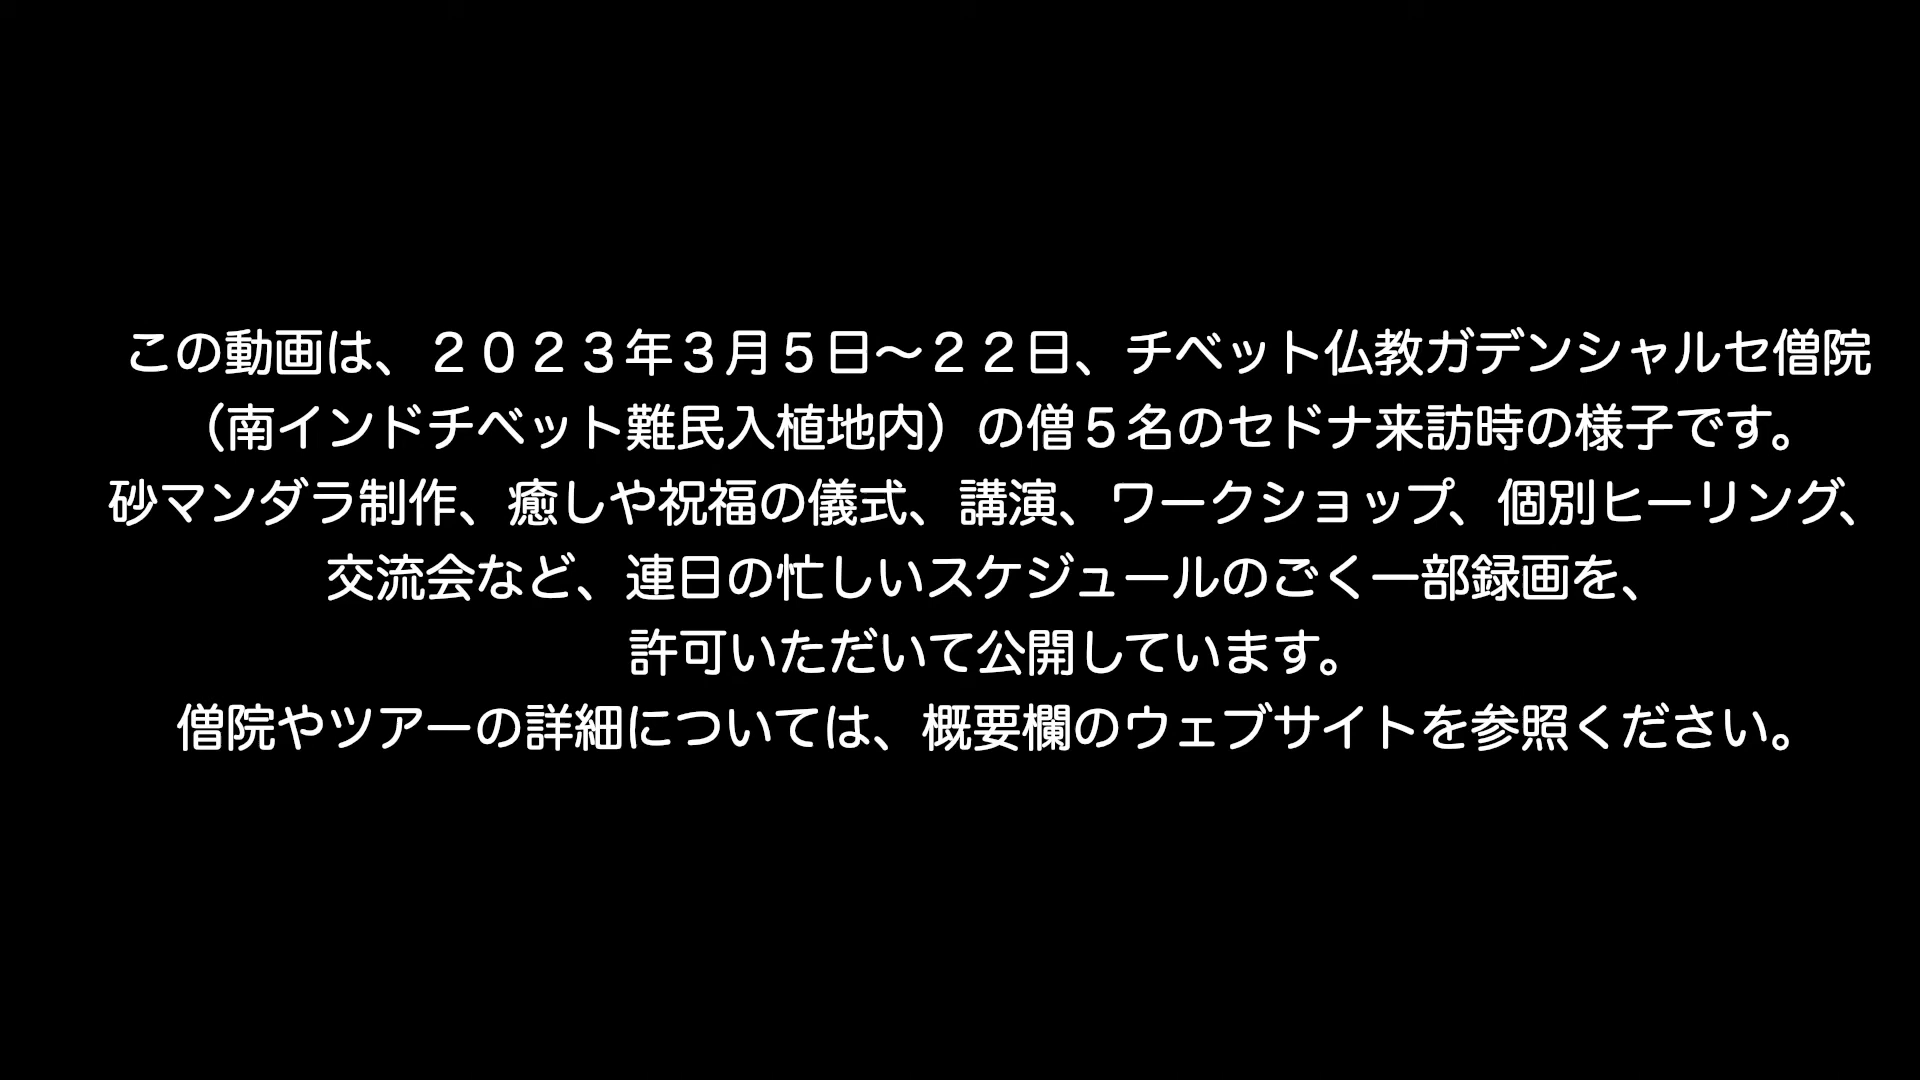 この動画は、２０２３年３月５日～２２日、チベット仏教ガデンシャルセ僧院
（南インドチベット難民入植地内）の僧５名のセドナ来訪時の様子です。
砂マンダラ制作、癒しや祝福の儀式、講演、ワークショップ、個別ヒーリング、
交流会など、連日の忙しいスケジュールのごく一部録画を、
許可いただいて公開しています。
僧院やツアーの詳細については、概要欄のウェブサイトを参照ください。